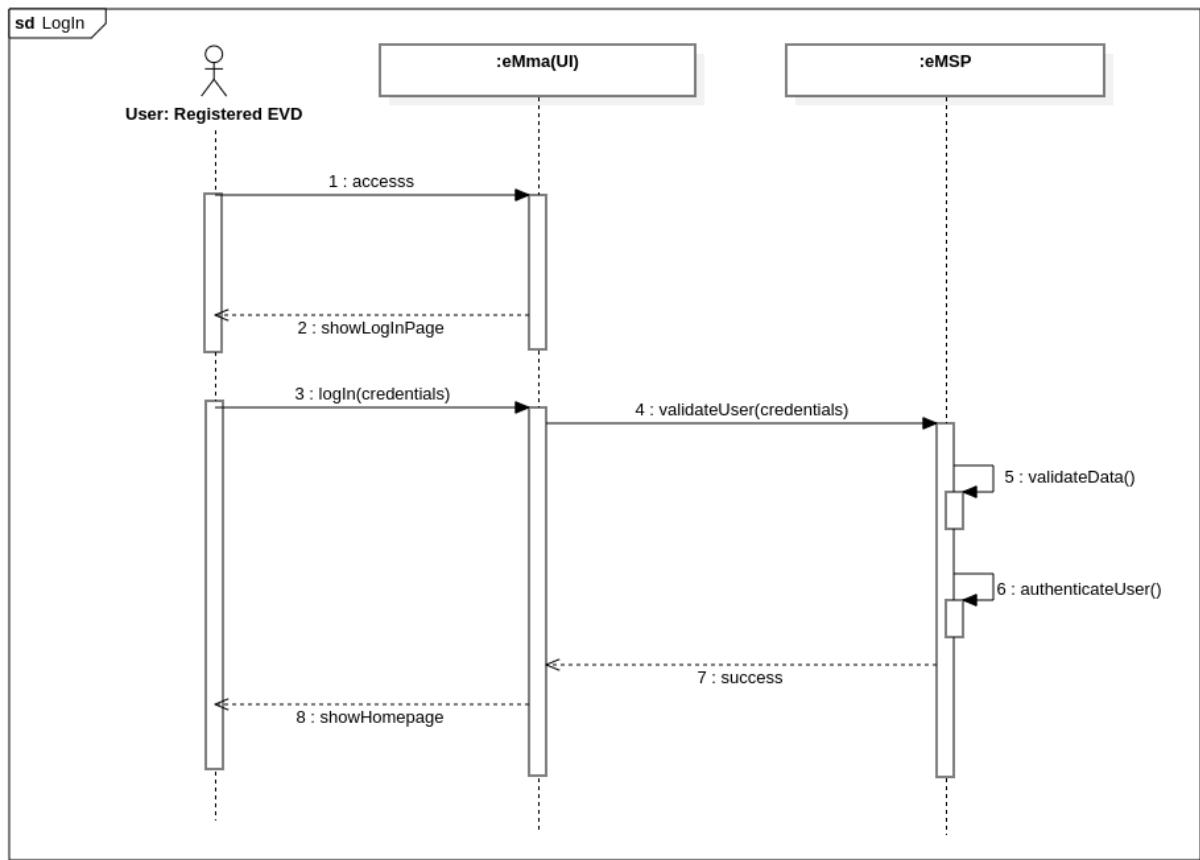 sd LogIn
:eMma(UI)
:eMSP
User: Registered EVD
1 : accesss
2 : showLogInPage
3 : logIn(credentials)
4 : validateUser(credentials)
5 : validateData()
6 : authenticateUser()
7 : success
8 : showHomepage